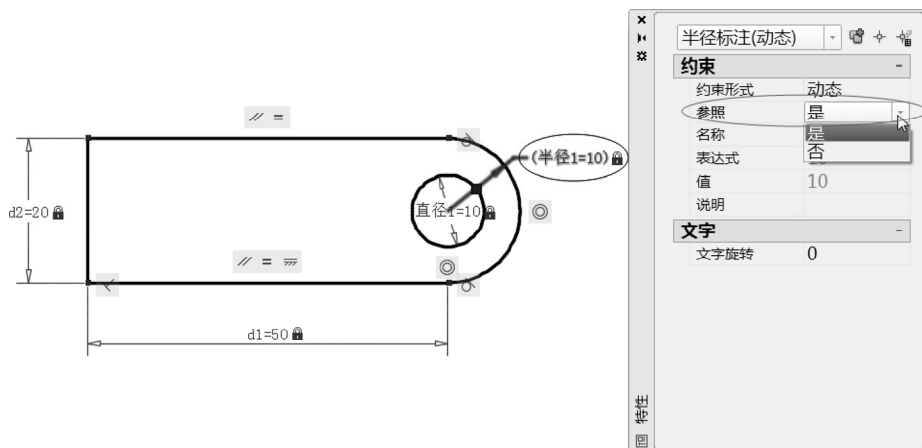 d2=20
直径1=10
(半径1=10)
d1=50
半径标注(动态)
约束
约束形式 动态
参照 是
名称 是
否
表达式
值 10
说明
文字
文字旋转 0
特性